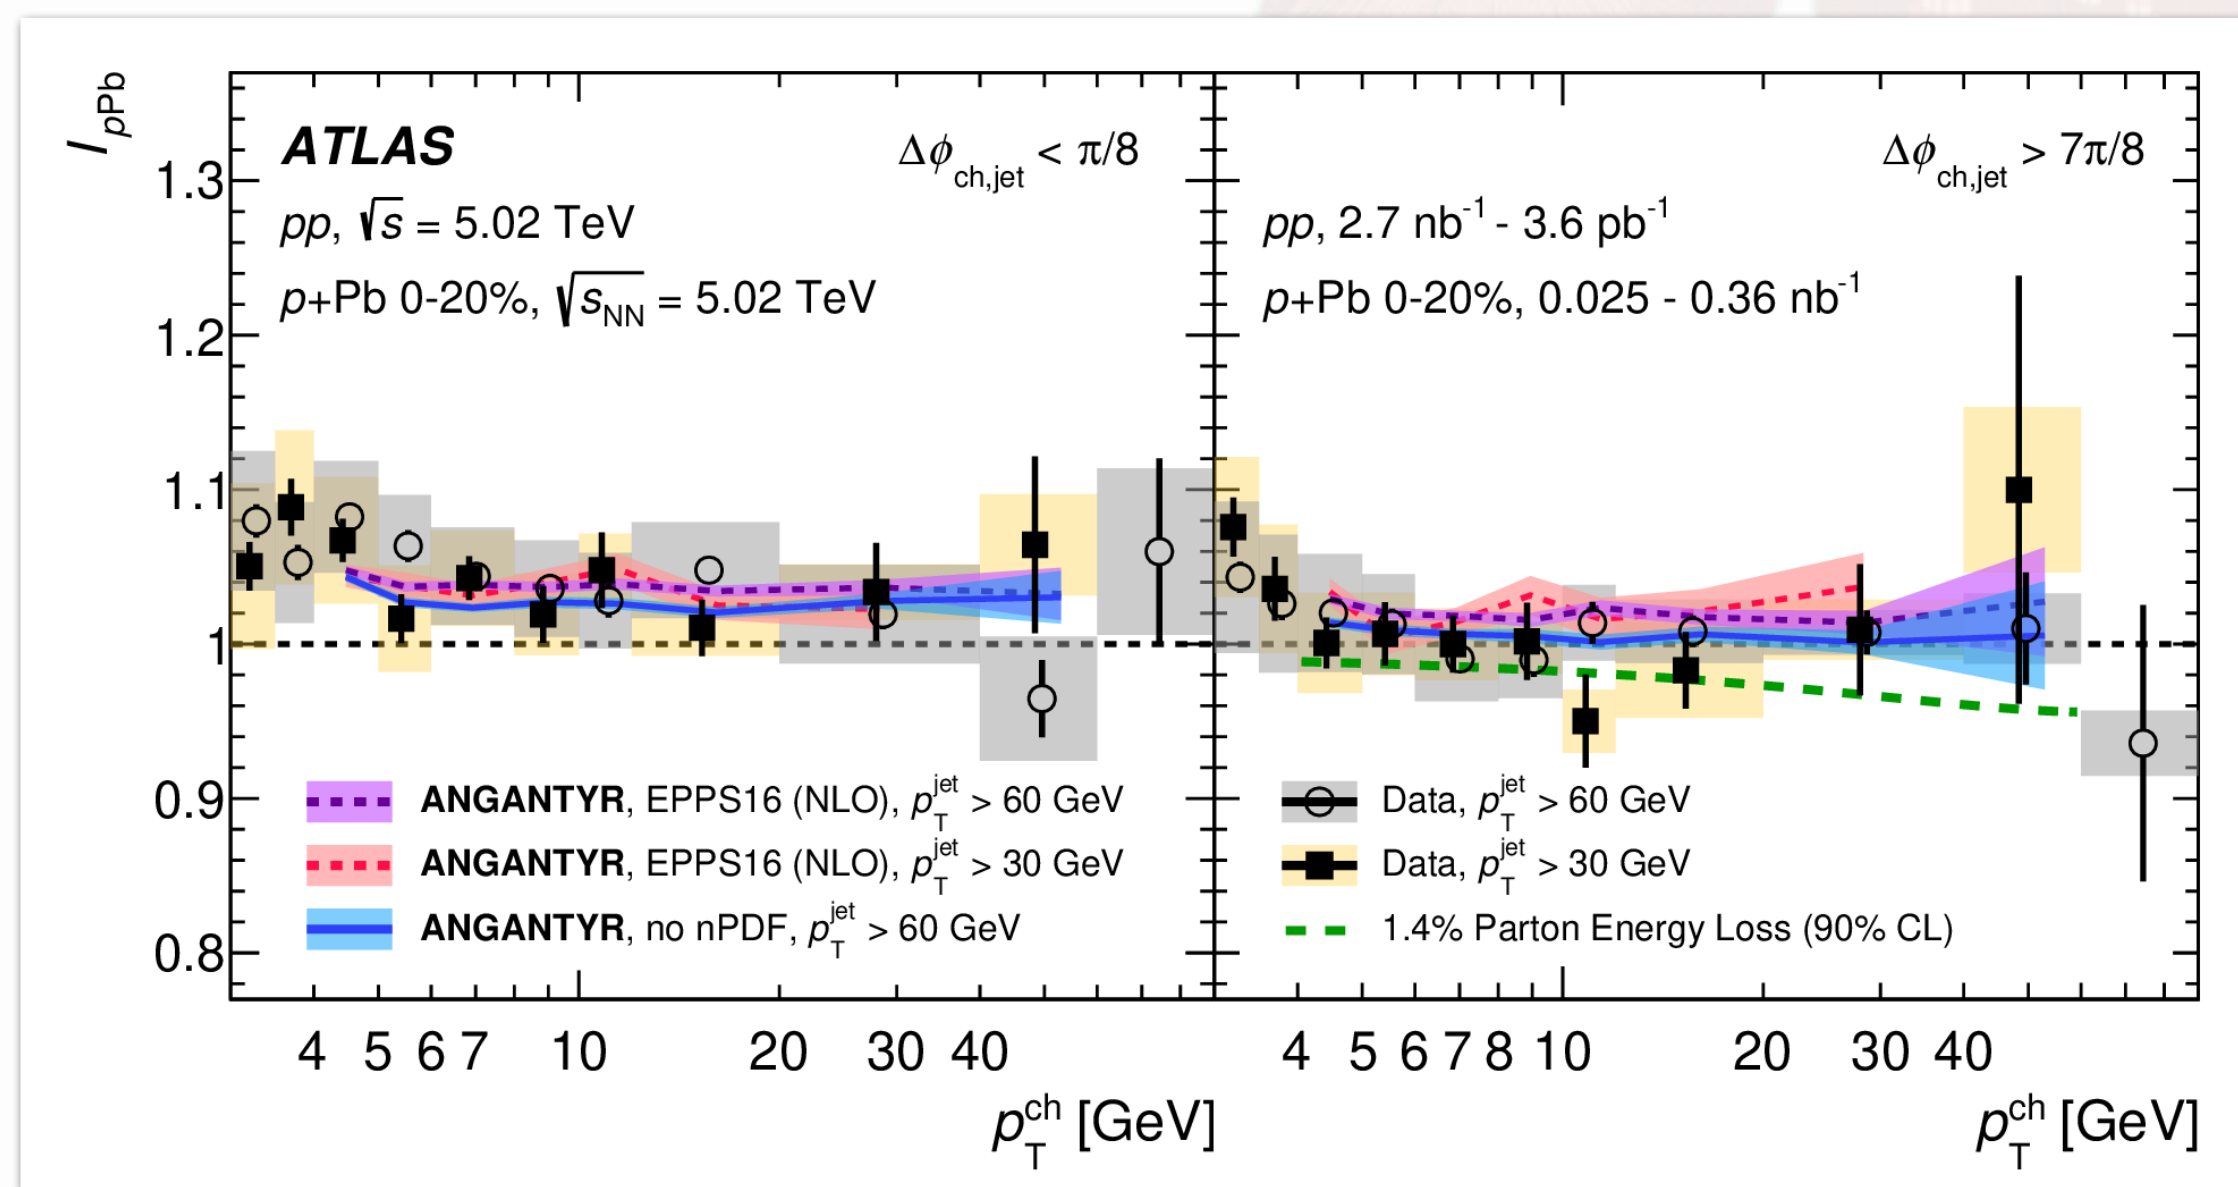 I_pPb
ATLAS
Δϕ_ch,jet < π/8
pp, √s = 5.02 TeV
p+Pb 0-20%, √s_NN = 5.02 TeV
Δϕ_ch,jet > 7π/8
pp, 2.7 nb⁻¹ - 3.6 pb⁻¹
p+Pb 0-20%, 0.025 - 0.36 nb⁻¹
1.3
1.2
1.1
1
0.9
0.8
ANGANTYR, EPPS16 (NLO), p_T^jet > 60 GeV
ANGANTYR, EPPS16 (NLO), p_T^jet > 30 GeV
ANGANTYR, no nPDF, p_T^jet > 60 GeV
Data, p_T^jet > 60 GeV
Data, p_T^jet > 30 GeV
1.4% Parton Energy Loss (90% CL)
4 5 6 7 10 20 30 40
4 5 6 7 8 10 20 30 40
p_T^ch [GeV]
p_T^ch [GeV]